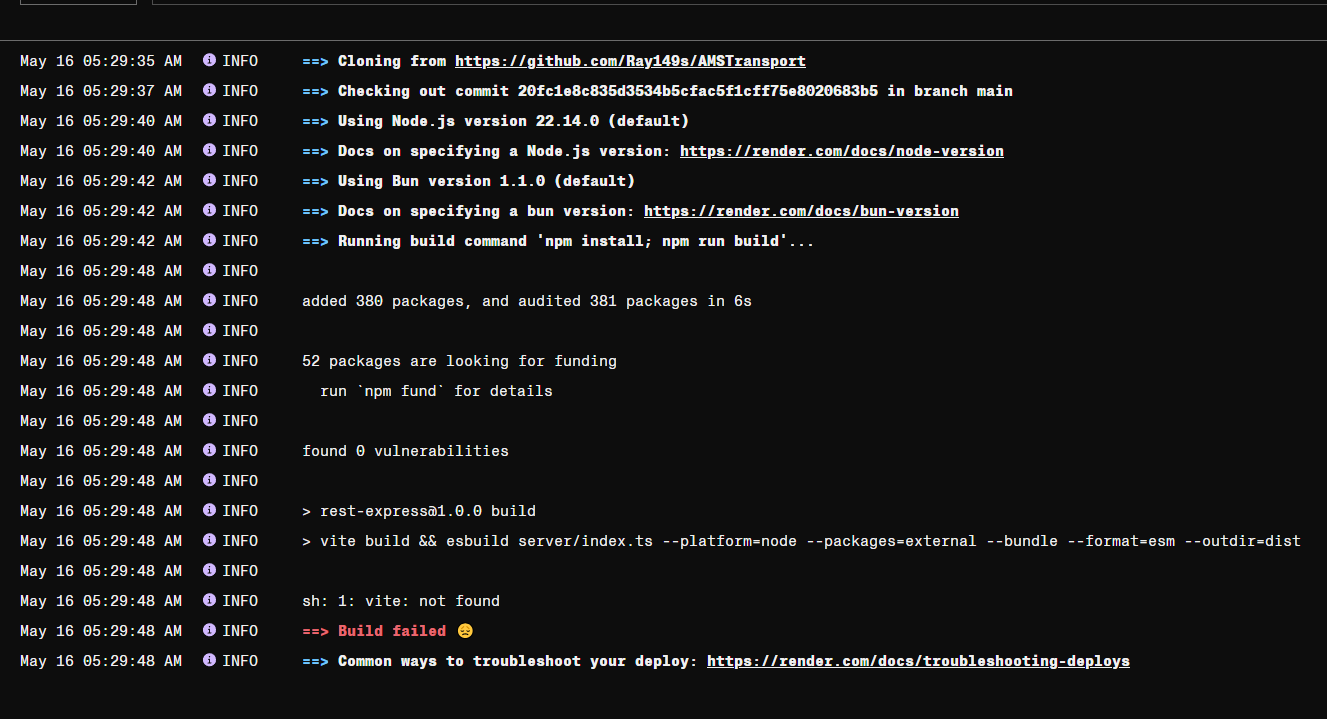 May 16 05:29:35 AM INFO ==> Cloning from https://github.com/Ray149s/AMSTransport
May 16 05:29:37 AM INFO ==> Checking out commit 20fc1e8c835d3534b5cfac5f1cff75e8020683b5 in branch main
May 16 05:29:40 AM INFO ==> Using Node.js version 22.14.0 (default)
May 16 05:29:40 AM INFO ==> Docs on specifying a Node.js version: https://render.com/docs/node-version
May 16 05:29:42 AM INFO ==> Using Bun version 1.1.0 (default)
May 16 05:29:42 AM INFO ==> Docs on specifying a bun version: https://render.com/docs/bun-version
May 16 05:29:42 AM INFO ==> Running build command 'npm install; npm run build'...
May 16 05:29:48 AM INFO
May 16 05:29:48 AM INFO added 380 packages, and audited 381 packages in 6s
May 16 05:29:48 AM INFO
May 16 05:29:48 AM INFO 52 packages are looking for funding
May 16 05:29:48 AM INFO run `npm fund` for details
May 16 05:29:48 AM INFO
May 16 05:29:48 AM INFO found 0 vulnerabilities
May 16 05:29:48 AM INFO
May 16 05:29:48 AM INFO > rest-express@1.0.0 build
May 16 05:29:48 AM INFO > vite build && esbuild server/index.ts --platform=node --packages=external --bundle --format=esm --outdir=dist
May 16 05:29:48 AM INFO
May 16 05:29:48 AM INFO sh: 1: vite: not found
May 16 05:29:48 AM INFO ==> Build failed 😞
May 16 05:29:48 AM INFO ==> Common ways to troubleshoot your deploy: https://render.com/docs/troubleshooting-deploys